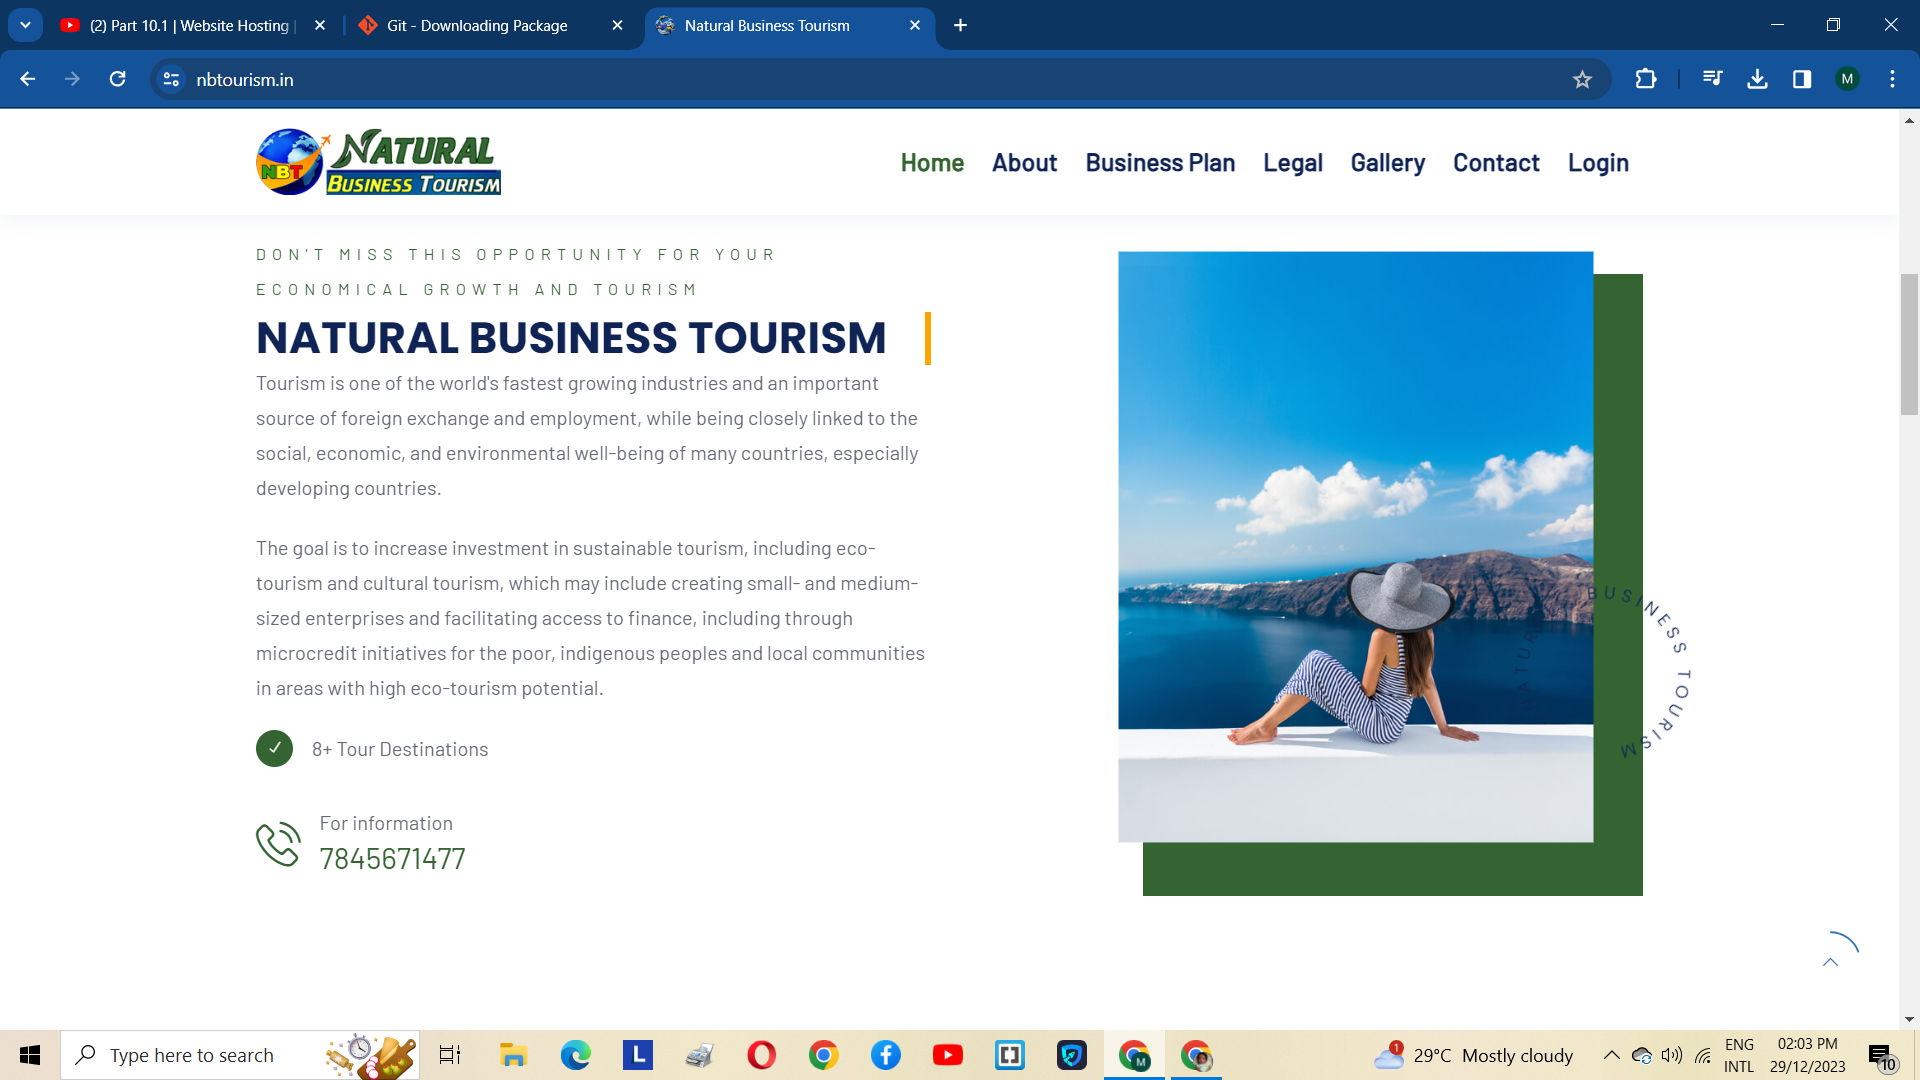 (2) Part 10.1 | Website Hosting |
Git - Downloading Package
Natural Business Tourism
nbtourism.in
M
NBT
NATURAL
BUSINESS TOURISM
Home
About
Business Plan
Legal
Gallery
Contact
Login
DON'T MISS THIS OPPORTUNITY FOR YOUR
ECONOMICAL GROWTH AND TOURISM
NATURAL BUSINESS TOURISM
Tourism is one of the world's fastest growing industries and an important
source of foreign exchange and employment, while being closely linked to the
social, economic, and environmental well-being of many countries, especially
developing countries.
The goal is to increase investment in sustainable tourism, including eco-
tourism and cultural tourism, which may include creating small- and medium-
sized enterprises and facilitating access to finance, including through
microcredit initiatives for the poor, indigenous peoples and local communities
in areas with high eco-tourism potential.
8+ Tour Destinations
For information
7845671477
NATURAL BUSINESS TOURISM
Type here to search
L
M
1
29°C Mostly cloudy
ENG
INTL
02:03 PM
29/12/2023
10